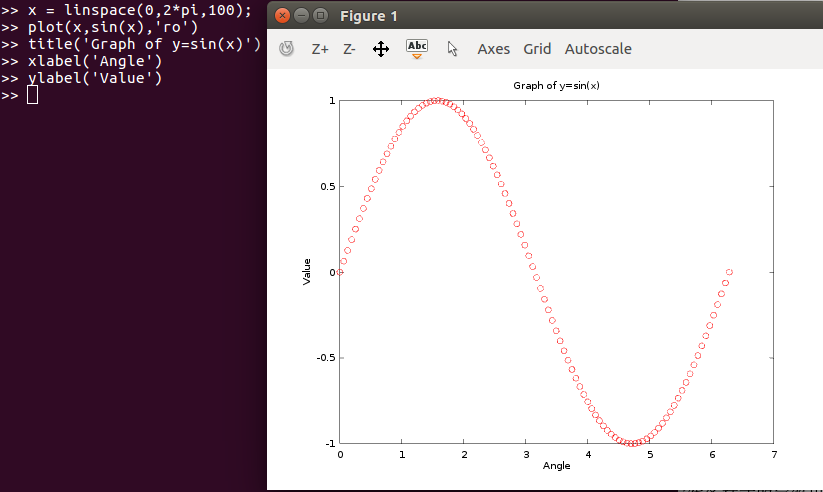 >> x = linspace(0,2*pi,100);
>> plot(x,sin(x),'ro')
>> title('Graph of y=sin(x)')
>> xlabel('Angle')
>> ylabel('Value')
>>
Figure 1
Z+ Z- Abc Axes Grid Autoscale
Graph of y=sin(x)
1
0.5
0
-0.5
-1
Value
0 1 2 3 4 5 6 7
Angle